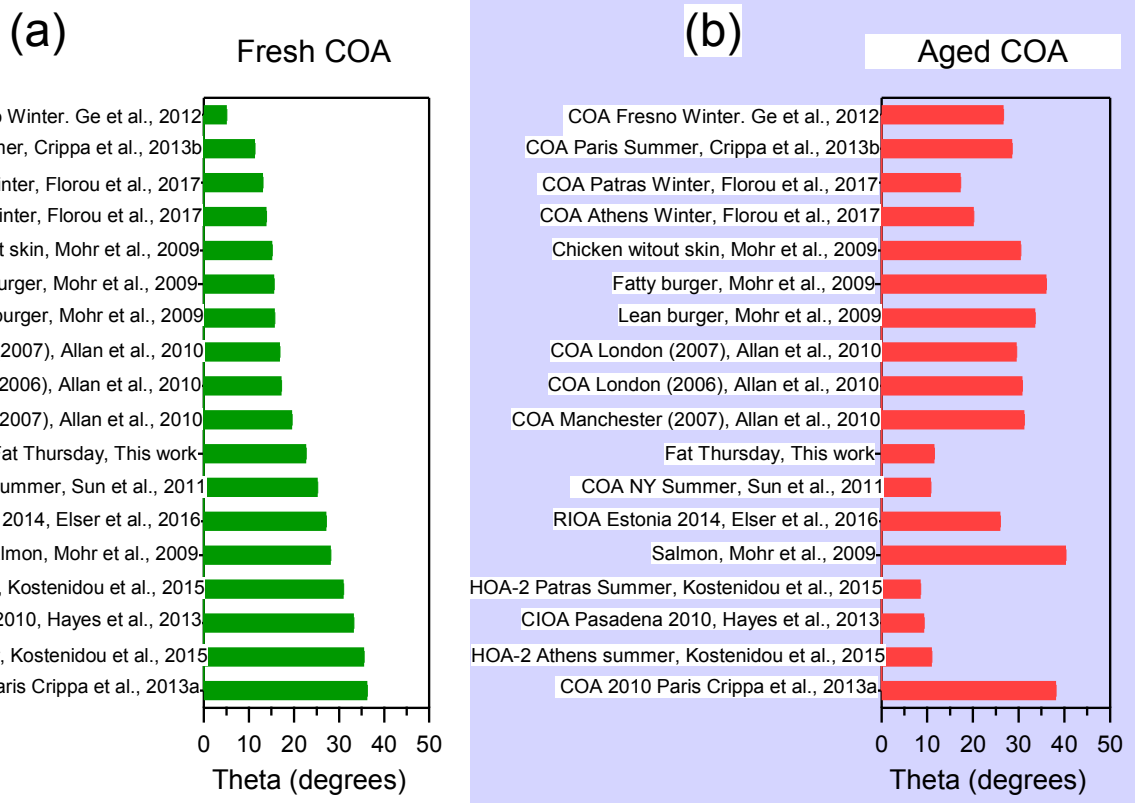 (a)
Fresh COA
Winter. Ge et al., 2012
Crippa et al., 2013b
Florou et al., 2017
Florou et al., 2017
skin, Mohr et al., 2009
Mohr et al., 2009
Mohr et al., 2009
2007), Allan et al., 2010
2006), Allan et al., 2010
2007), Allan et al., 2010
Fat Thursday, This work
Sun et al., 2011
2014, Elser et al., 2016
Mohr et al., 2009
Kostenidou et al., 2015
2010, Hayes et al., 2013
Kostenidou et al., 2015
Crippa et al., 2013a
0 10 20 30 40 50
Theta (degrees)
(b)
Aged COA
COA Fresno Winter. Ge et al., 2012
COA Paris Summer, Crippa et al., 2013b
COA Patras Winter, Florou et al., 2017
COA Athens Winter, Florou et al., 2017
Chicken witout skin, Mohr et al., 2009
Fatty burger, Mohr et al., 2009
Lean burger, Mohr et al., 2009
COA London (2007), Allan et al., 2010
COA London (2006), Allan et al., 2010
COA Manchester (2007), Allan et al., 2010
Fat Thursday, This work
COA NY Summer, Sun et al., 2011
RIOA Estonia 2014, Elser et al., 2016
Salmon, Mohr et al., 2009
HOA-2 Patras Summer, Kostenidou et al., 2015
CIOA Pasadena 2010, Hayes et al., 2013
HOA-2 Athens summer, Kostenidou et al., 2015
COA 2010 Paris Crippa et al., 2013a
0 10 20 30 40 50
Theta (degrees)